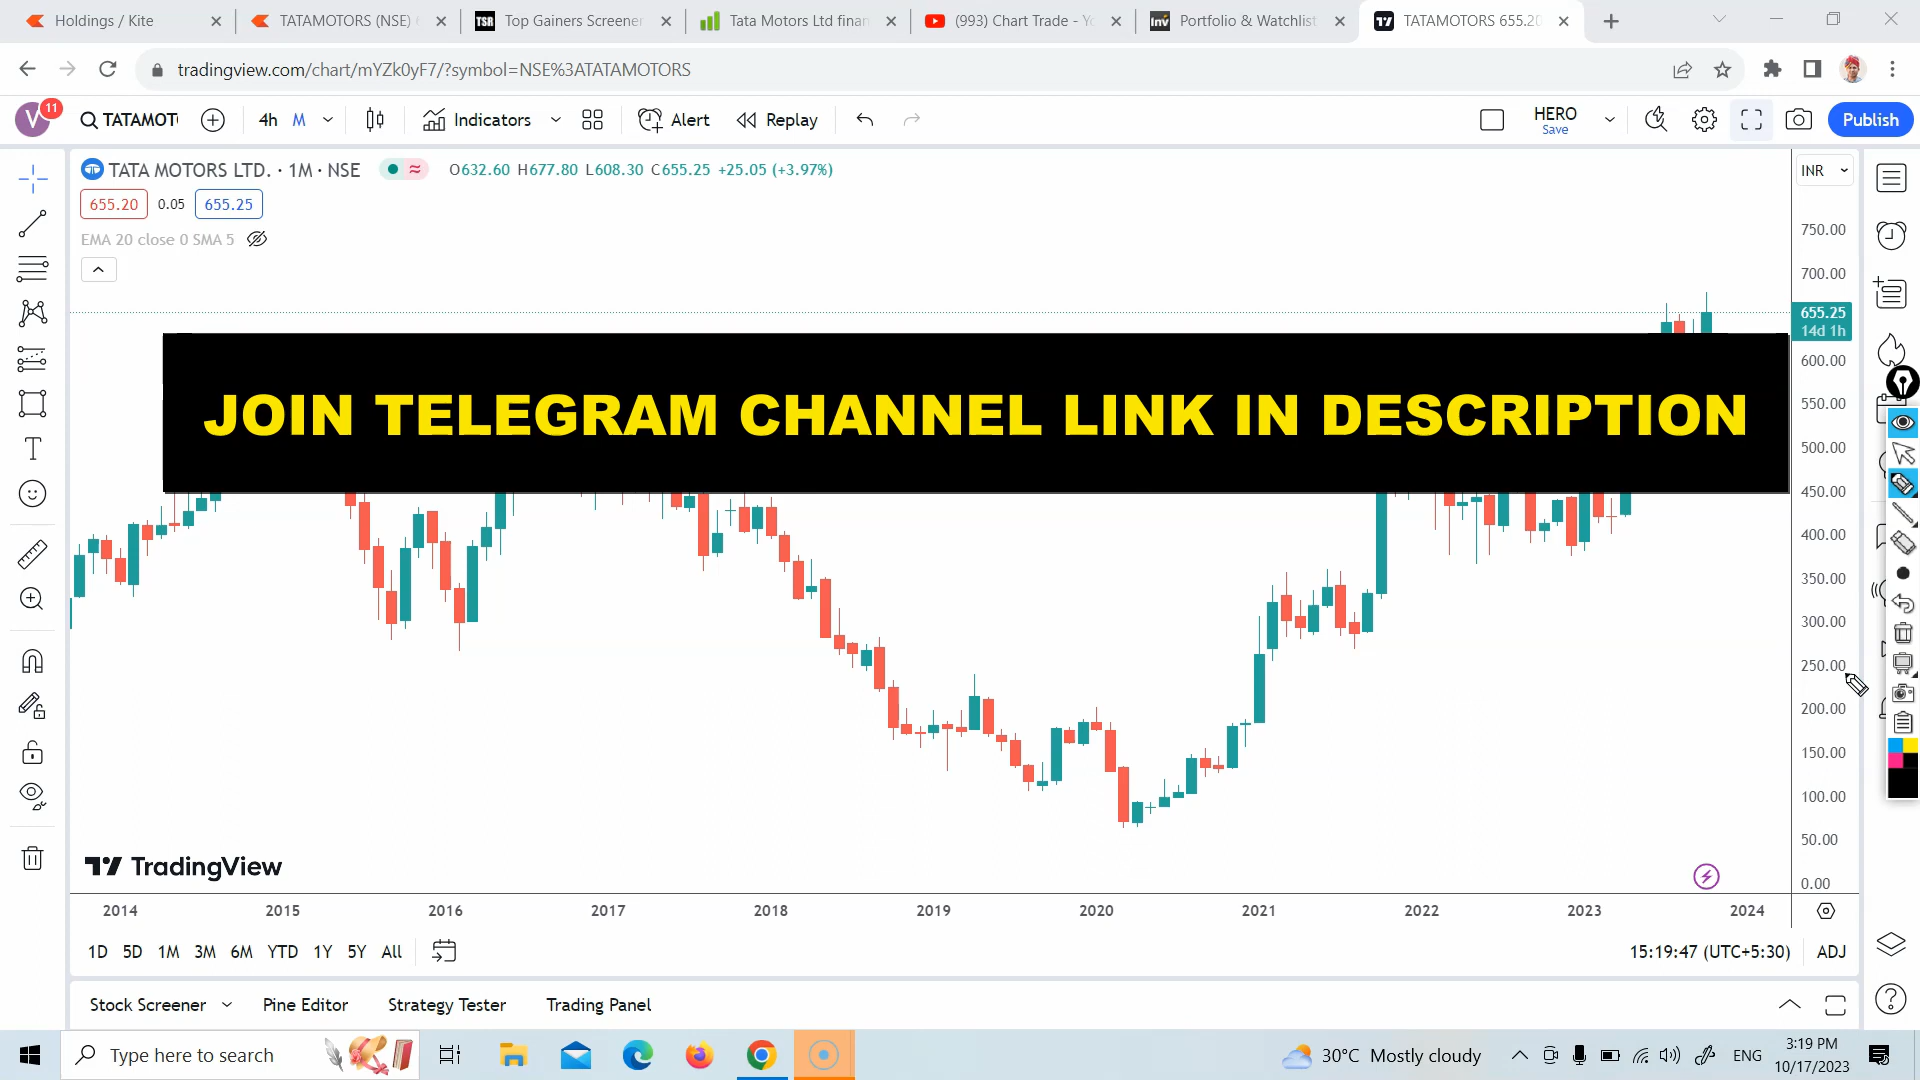 Holdings / Kite
TATAMOTORS (NSE)
Top Gainers Screener
Tata Motors Ltd finan
(993) Chart Trade - Yo
Portfolio & Watchlist
TATAMOTORS 655.20
tradingview.com/chart/mYZk0yF7/?symbol=NSE%3ATATAMOTORS
V
11
TATAMOT
4h M
Indicators
Alert
Replay
HERO
Save
Publish
TATA MOTORS LTD. · 1M · NSE
O632.60 H677.80 L608.30 C655.25 +25.05 (+3.97%)
INR
655.20 0.05 655.25
EMA 20 close 0 SMA 5
750.00
700.00
655.25
14d 1h
600.00
550.00
500.00
450.00
400.00
350.00
300.00
250.00
200.00
150.00
100.00
50.00
0.00
JOIN TELEGRAM CHANNEL LINK IN DESCRIPTION
TradingView
2014 2015 2016 2017 2018 2019 2020 2021 2022 2023 2024
1D 5D 1M 3M 6M YTD 1Y 5Y All
15:19:47 (UTC+5:30) ADJ
Stock Screener Pine Editor Strategy Tester Trading Panel
Type here to search
30°C Mostly cloudy
ENG
3:19 PM
10/17/2023